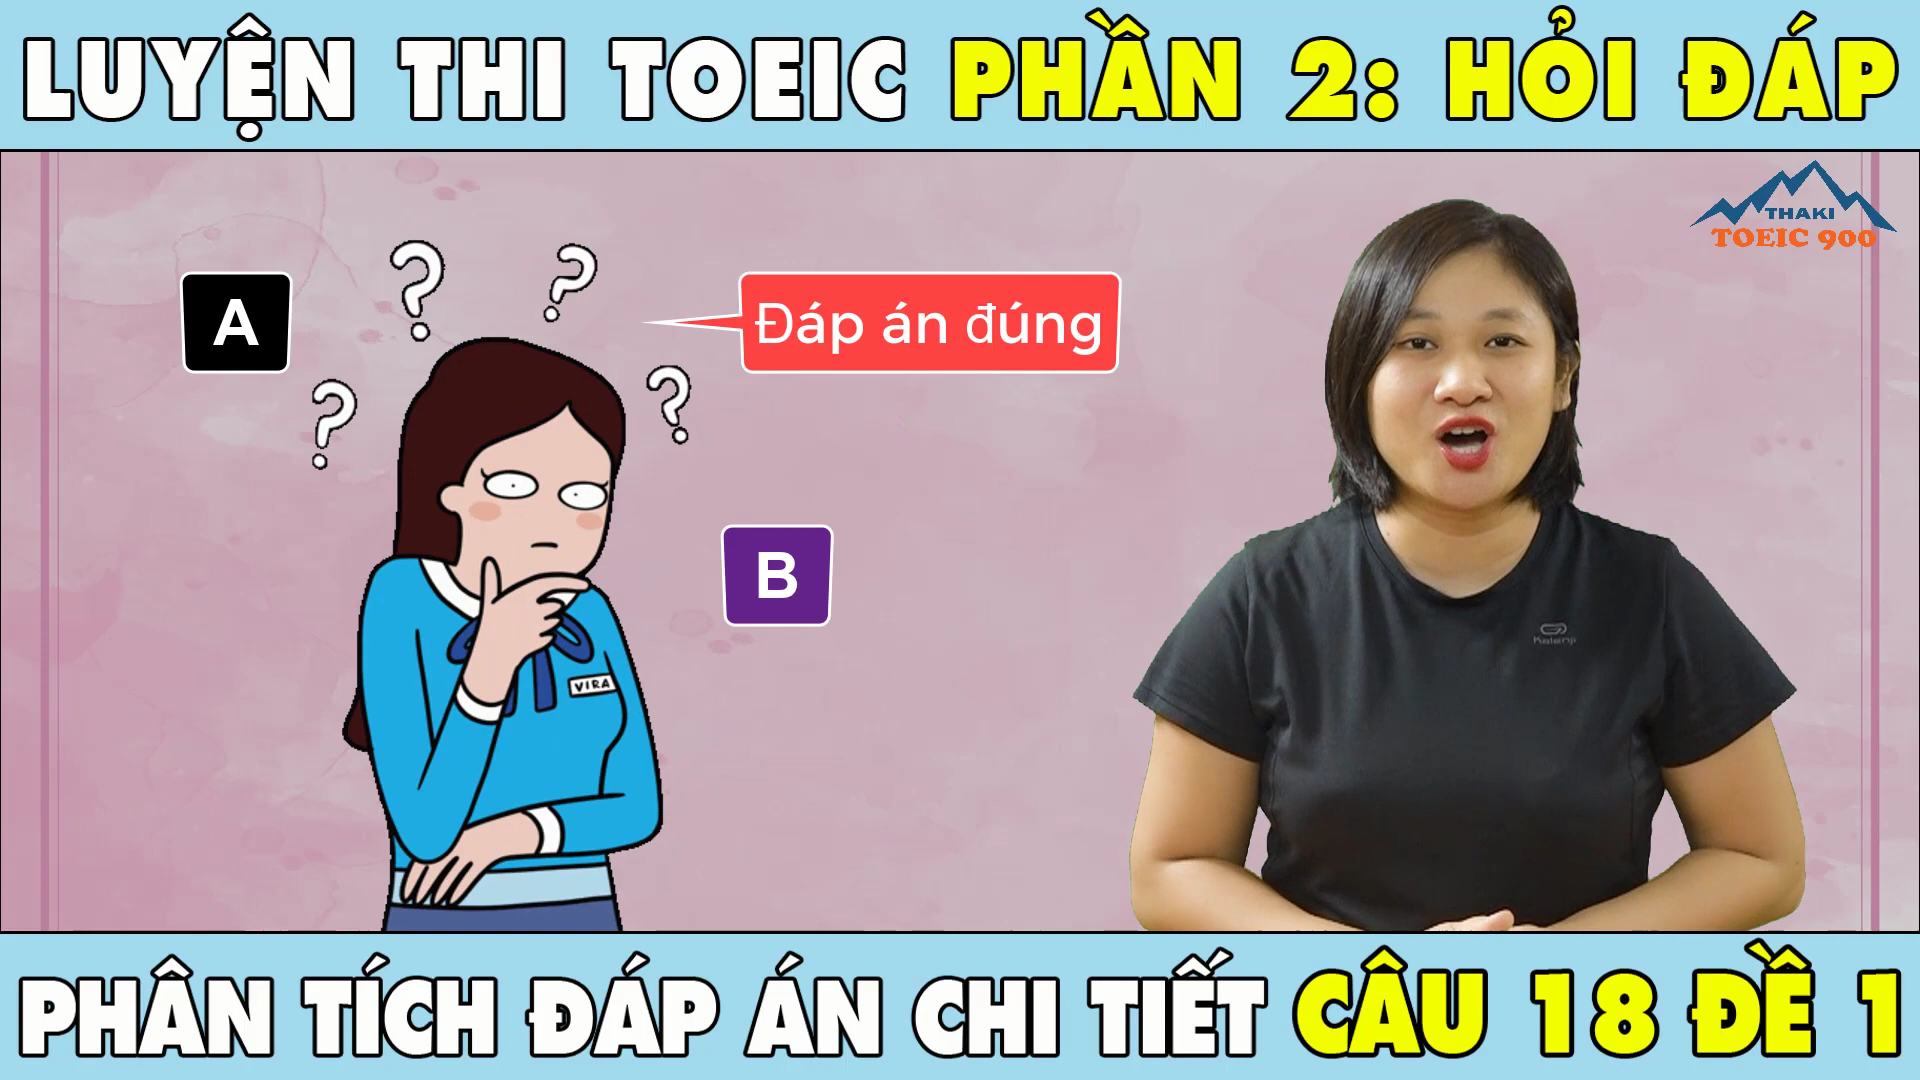 LUYỆN THI TOEIC PHẦN 2: HỎI ĐÁP
THAKI
TOEIC 900
A
Đáp án đúng
B
VIRA
Kalenji
PHÂN TÍCH ĐÁP ÁN CHI TIẾT CÂU 18 ĐỀ 1